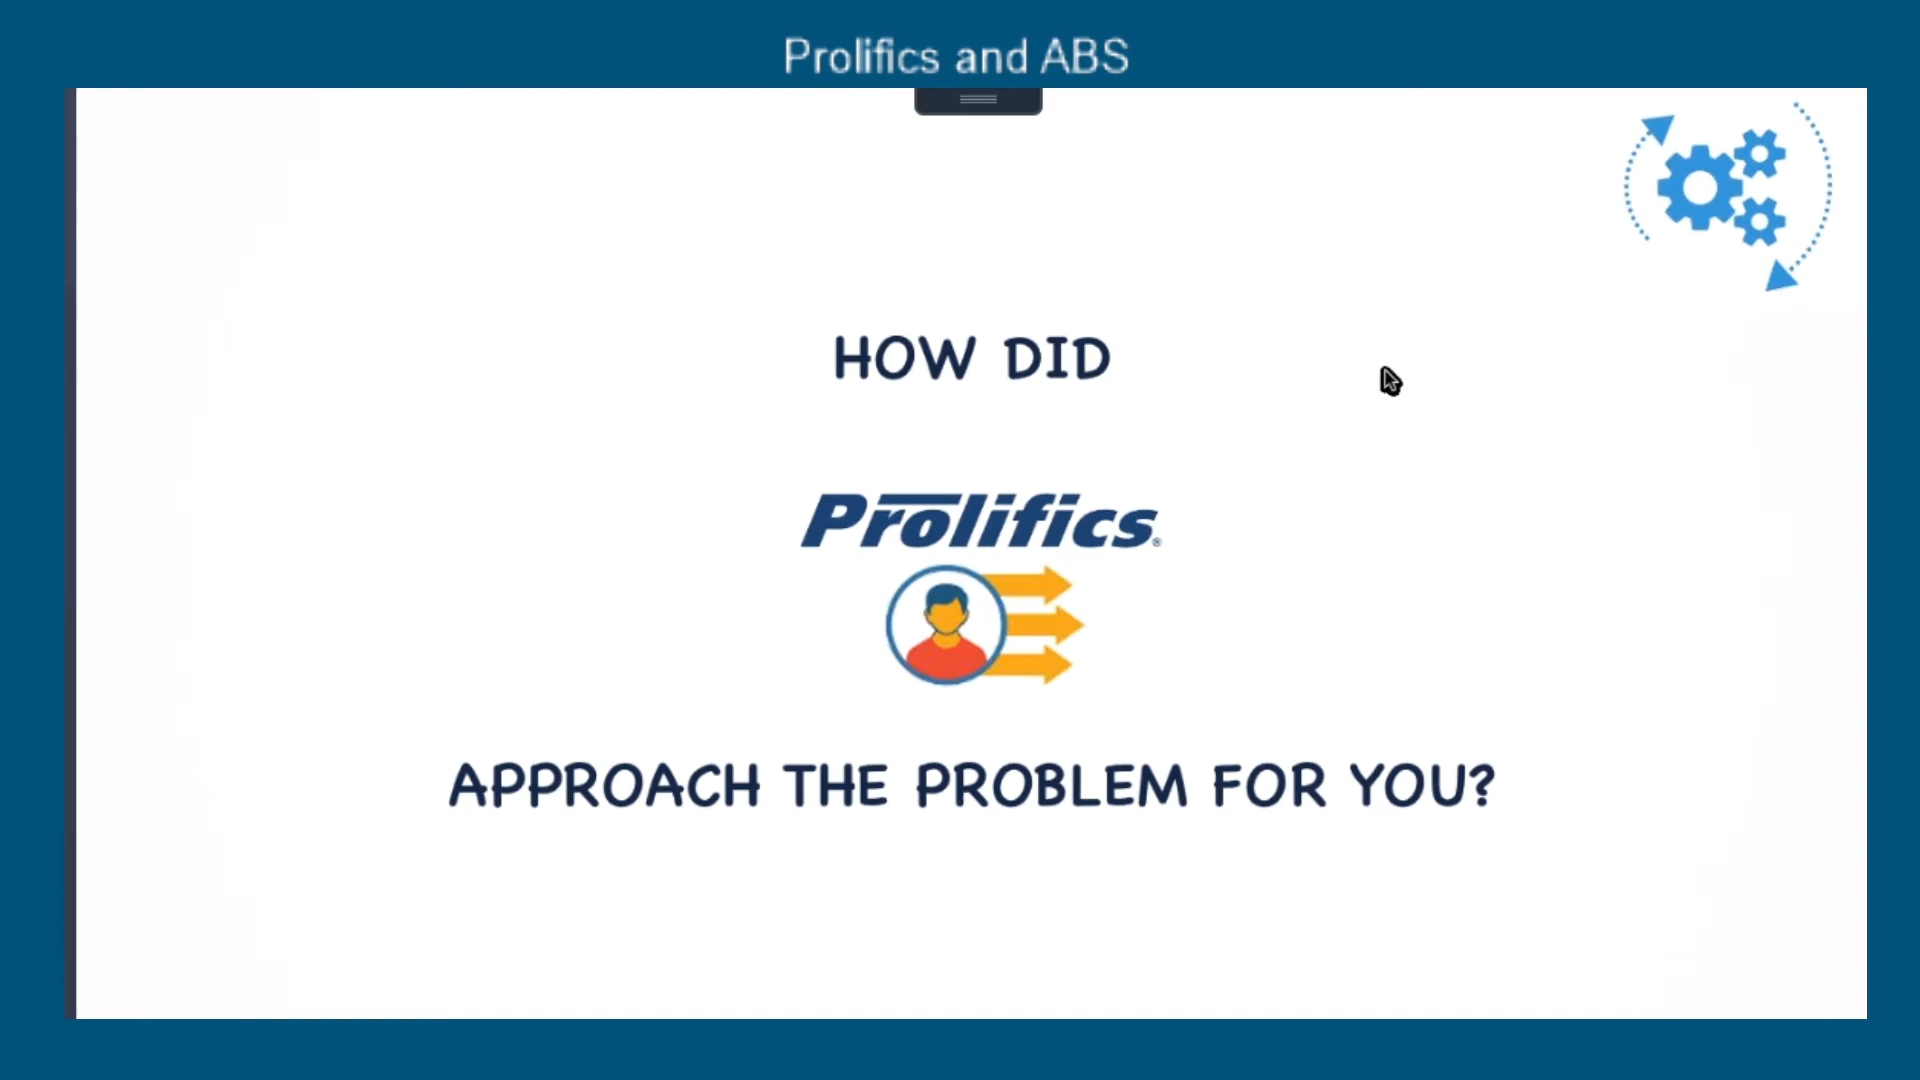 Prolifics and ABS
HOW DID
Prolifics®
APPROACH THE PROBLEM FOR YOU?